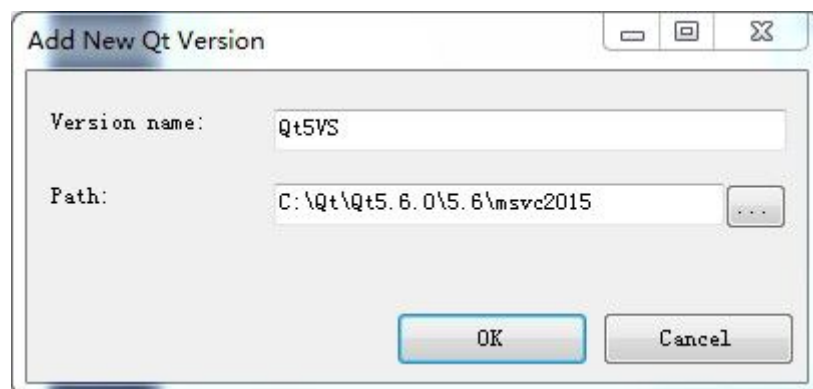 Add New Qt Version
Version name:
Qt5VS
Path:
C:\Qt\Qt5.6.0\5.6\msvc2015
...
OK
Cancel